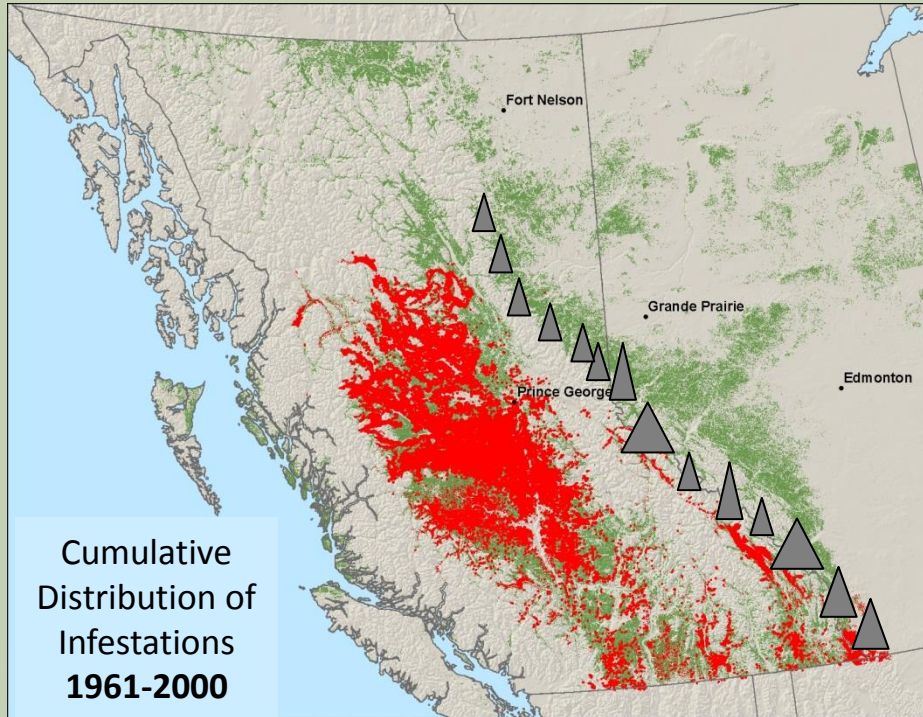 Fort Nelson
Grande Prairie
Edmonton
Prince George
Cumulative
Distribution of
Infestations
1961-2000